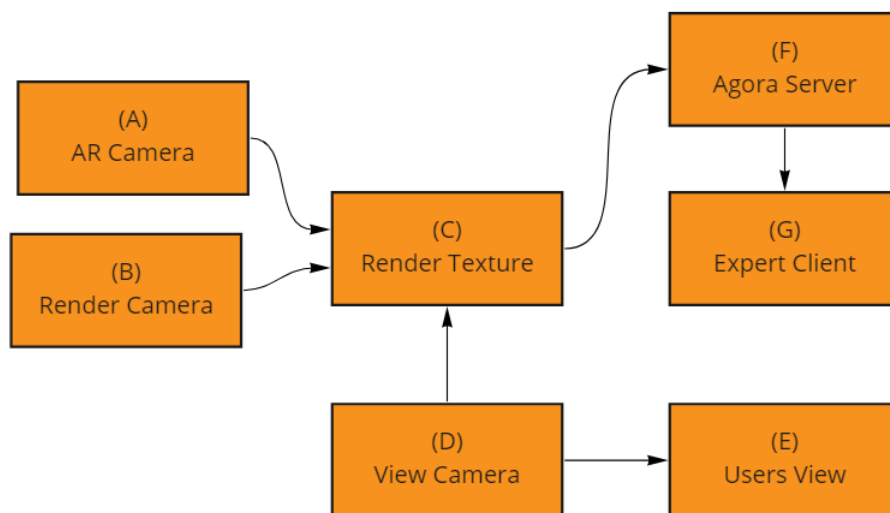 (A)
AR Camera
(B)
Render Camera
(C)
Render Texture
(D)
View Camera
(E)
Users View
(F)
Agora Server
(G)
Expert Client